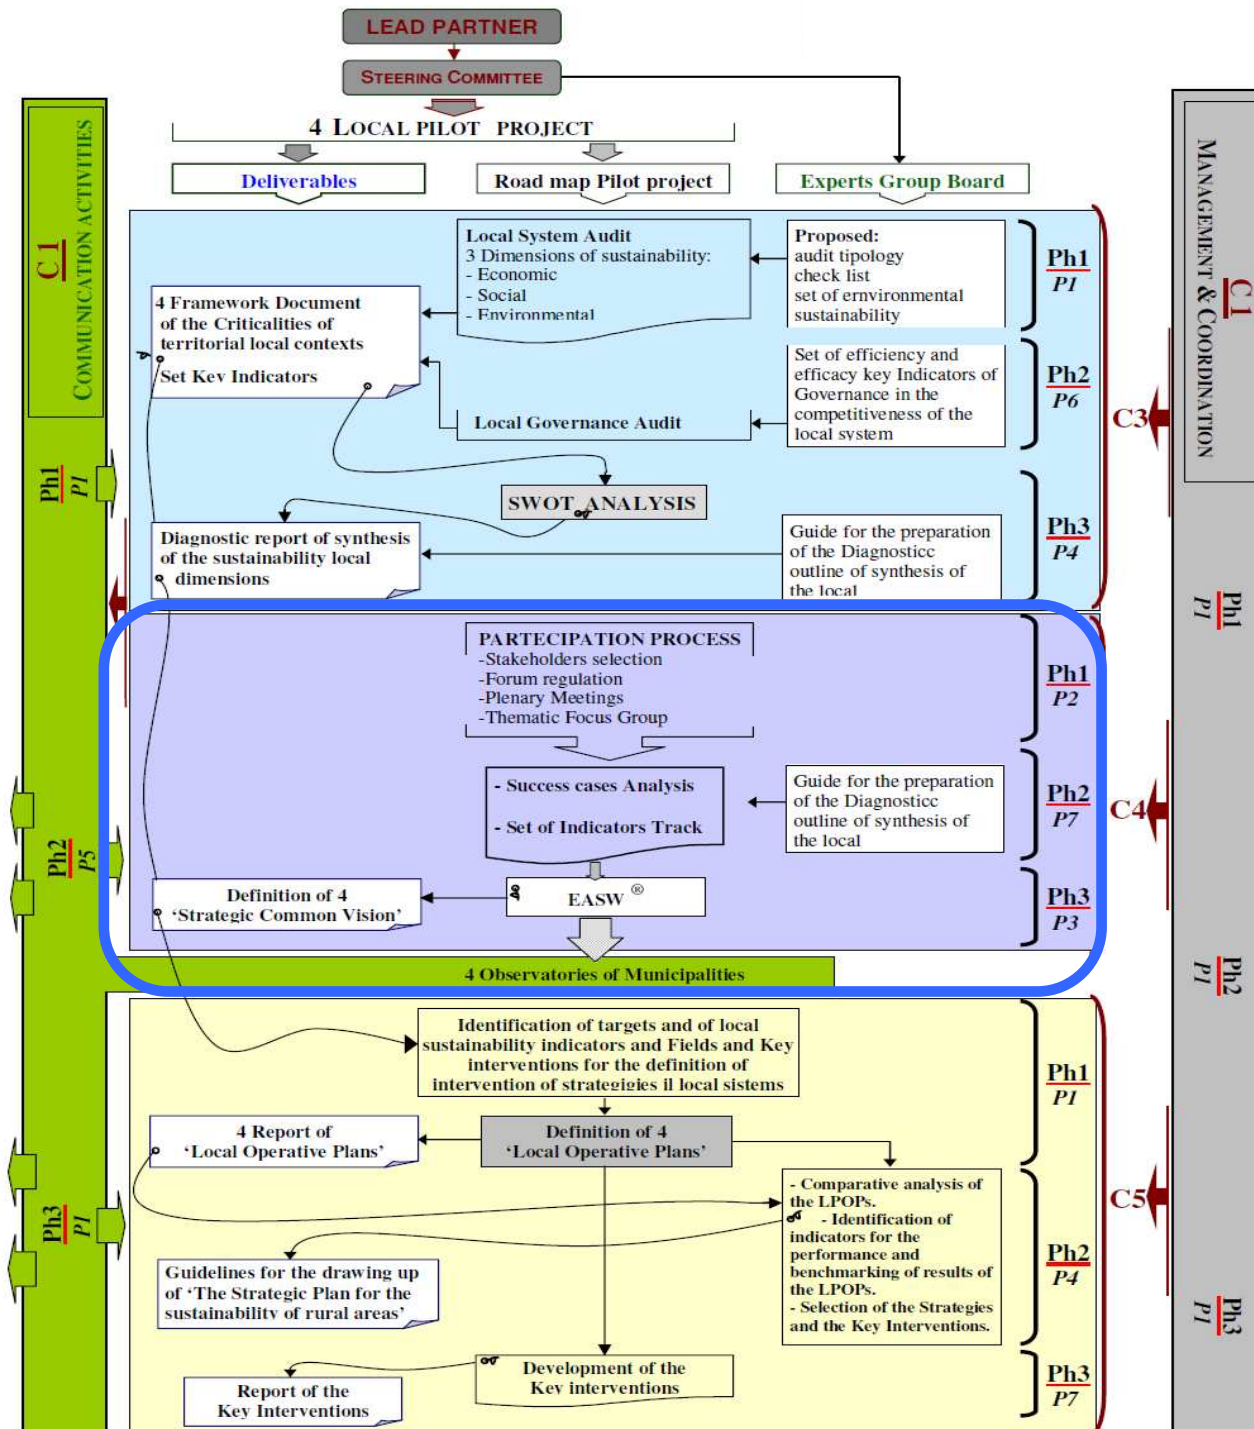 LEAD PARTNER
STEERING COMMITTEE
4 LOCAL PILOT PROJECT
Deliverables
Road map Pilot project
Experts Group Board
C 1
COMMUNICATION ACTIVITIES
Ph1
P1
Ph2
P5
Ph3
P1
Local System Audit
3 Dimensions of sustainability:
- Economic
- Social
- Environmental
Proposed:
audit tipology
check list
set of ernvironmental
sustainability
Ph1
P1
4 Framework Document
of the Criticalities of
territorial local contexts
Set Key Indicators
Local Governance Audit
Set of efficiency and
efficacy key Indicators of
Governance in the
competitiveness of the
local system
Ph2
P6
C3
SWOT ANALYSIS
Diagnostic report of synthesis
of the sustainability local
dimensions
Guide for the preparation
of the Diagnosticc
outline of synthesis of
the local
Ph3
P4
PARTECIPATION PROCESS
-Stakeholders selection
-Forum regulation
-Plenary Meetings
-Thematic Focus Group
Ph1
P2
- Success cases Analysis
- Set of Indicators Track
Guide for the preparation
of the Diagnosticc
outline of synthesis of
the local
Ph2
P7
C4
Definition of 4
‘Strategic Common Vision’
EASW ®
Ph3
P3
4 Observatories of Municipalities
Identification of targets and of local
sustainability indicators and Fields and Key
interventions for the definition of
intervention of strategigies il local sistems
Ph1
P1
4 Report of
‘Local Operative Plans’
Definition of 4
‘Local Operative Plans’
- Comparative analysis of
the LPOPs.
- Identification of
indicators for the
performance and
benchmarking of results of
the LPOPs.
- Selection of the Strategies
and the Key Interventions.
Ph2
P4
C5
Guidelines for the drawing up
of ‘The Strategic Plan for the
sustainability of rural areas’
Development of the
Key interventions
Report of the
Key Interventions
Ph3
P7
C 1
MANAGEMENT & COORDINATION
Ph1
P1
Ph2
P1
Ph3
P1